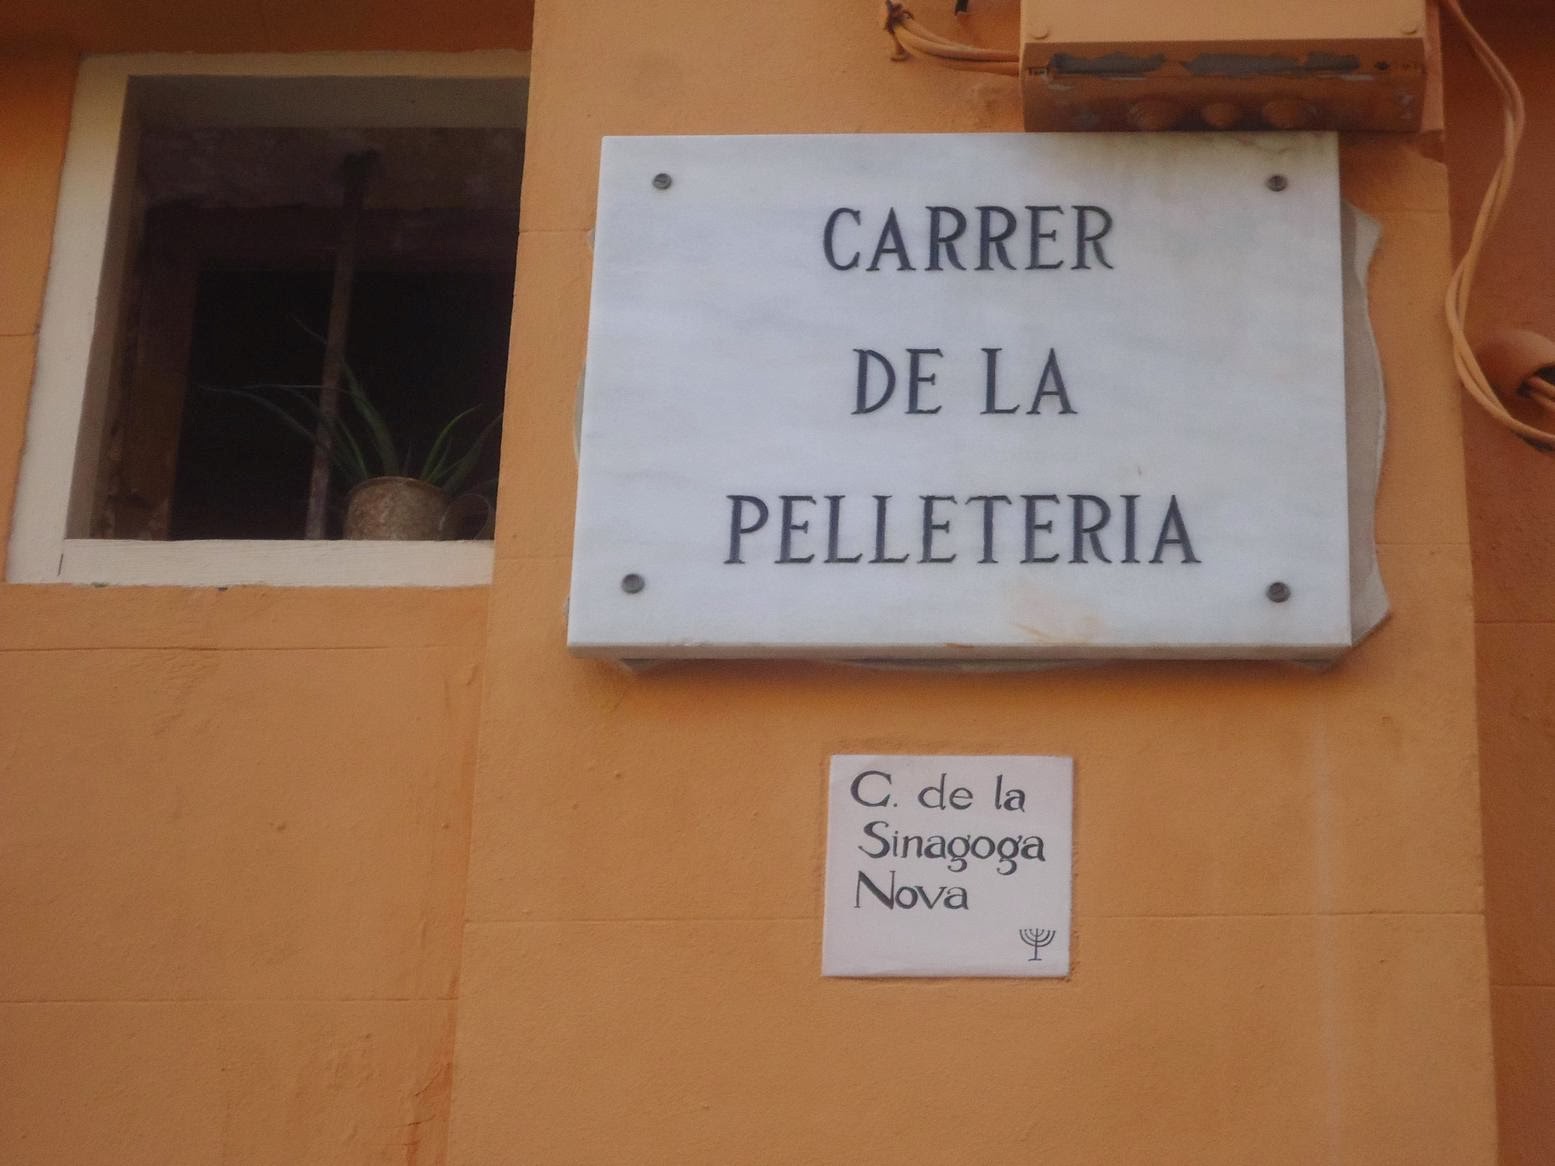 CARRER
DE LA
PELLETERIA
C. de la
Sinagoga
Nova